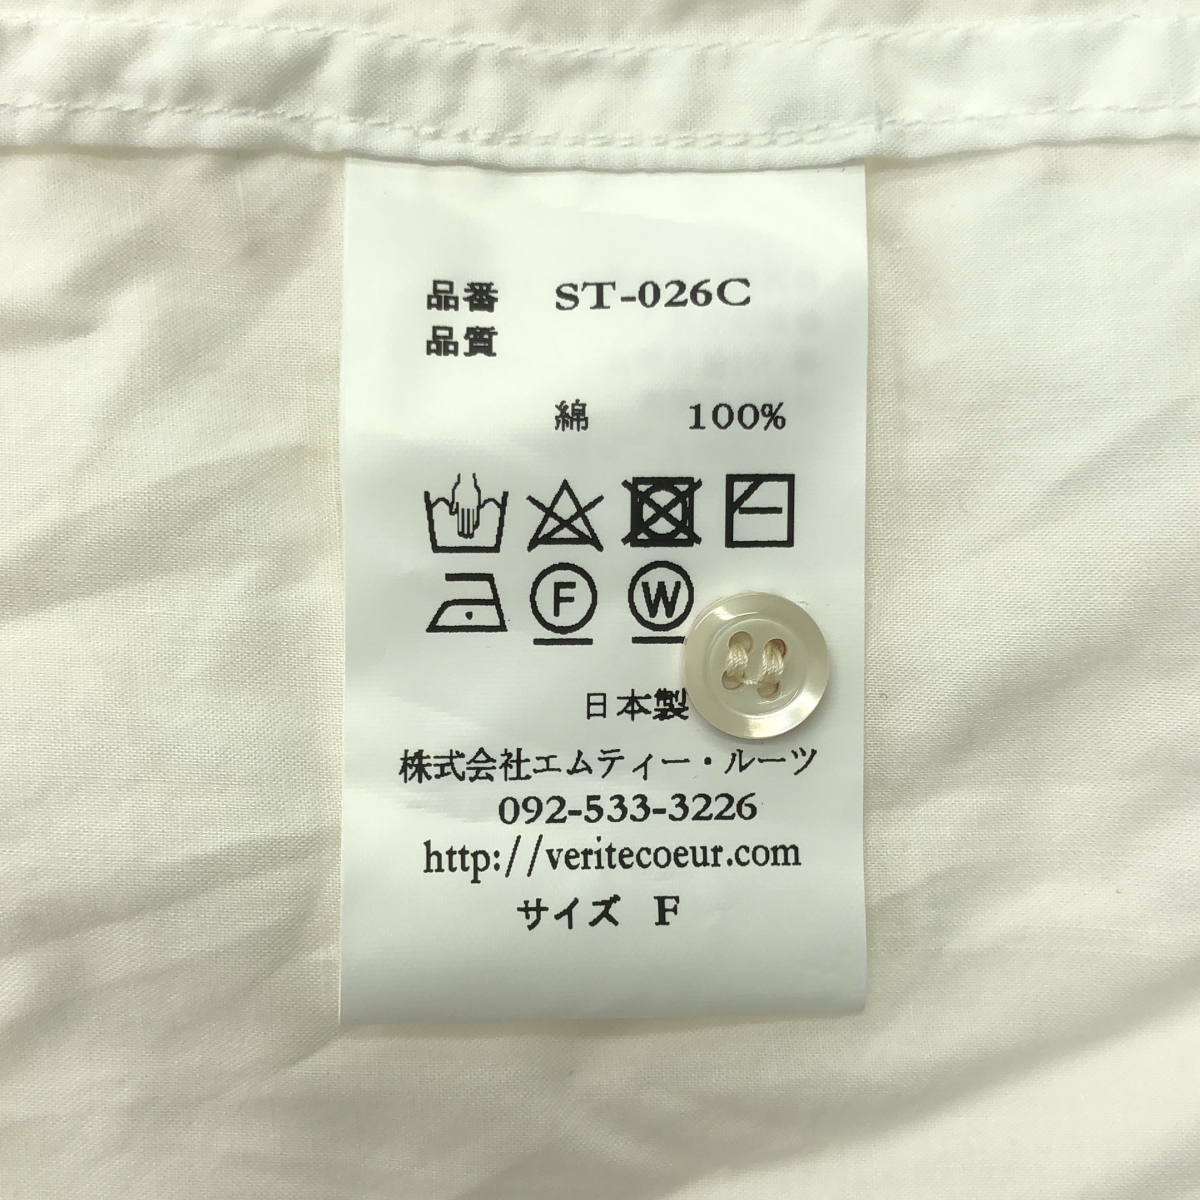 品番 ST-026C
品質
綿 100%
F W
日本製
株式会社エムティー・ルーツ
092-533-3226
http://veritecoeur.com
サイズ F